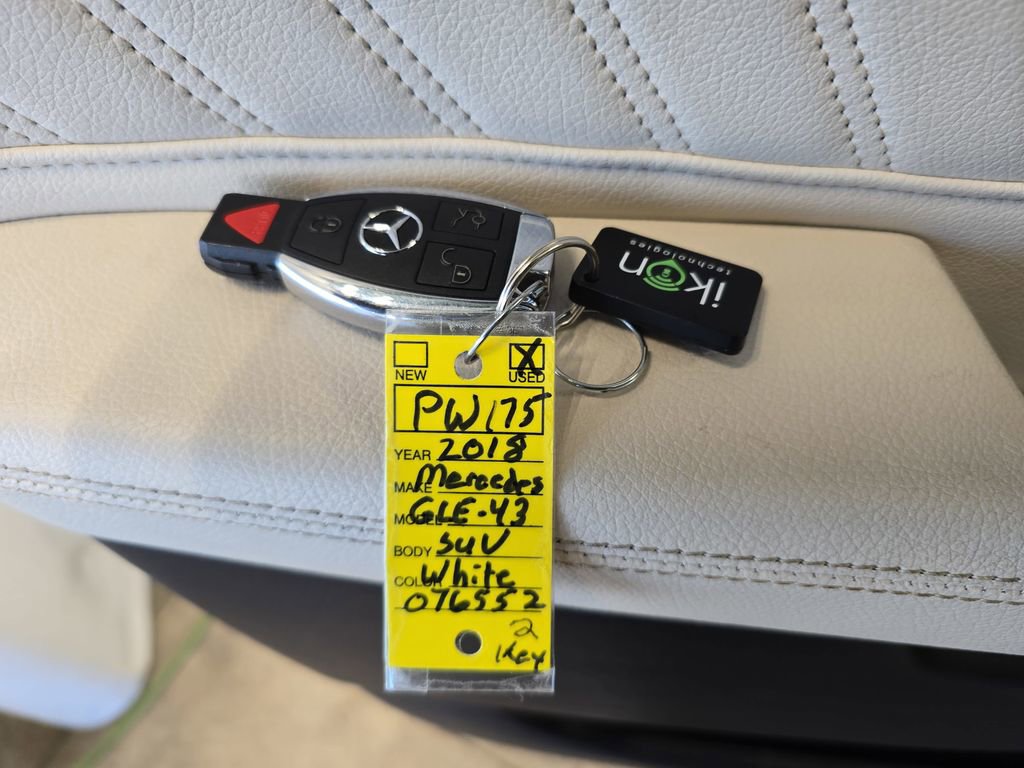 ikon
technologies
NEW USED
PW175
YEAR 2018
MAKE Mercedes
MODEL GLE-43
BODY SUV
COLOR White
076552
2
Key